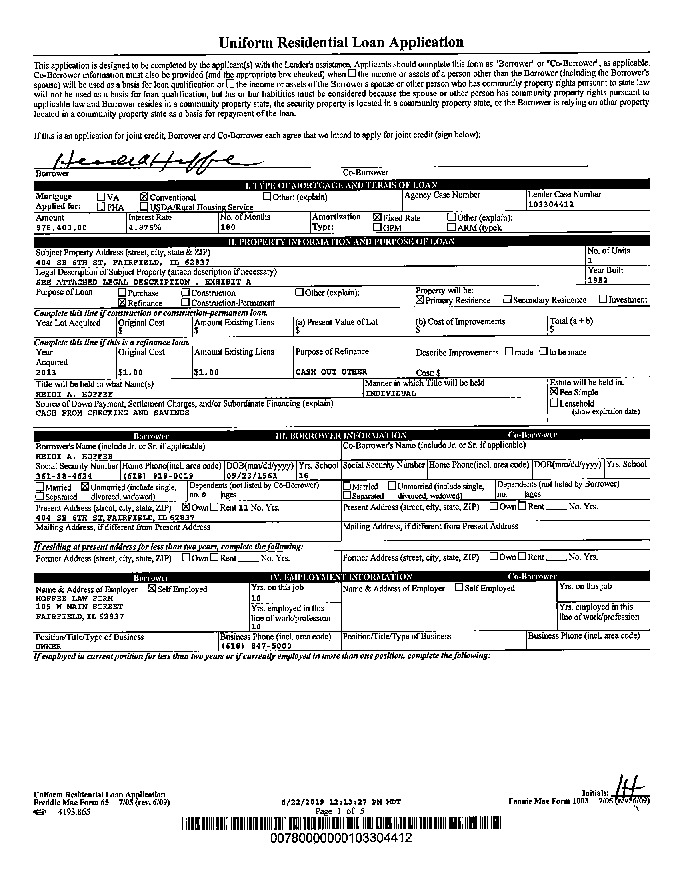 Uniform Residential Loan Application
This application is designed to be completed by the applicant(s) with the Lender's assistance. Applicants should complete this form as "Borrower" or "Co-Borrower", as applicable.
Co-Borrower information must also be provided (and the appropriate box checked) when the income or assets of a person other than the Borrower (including the Borrower's
spouse) will be used as a basis for loan qualification or the income or assets of the Borrower's spouse or other person who has community property rights pursuant to state law
will not be used as a basis for loan qualification, but his or her liabilities must be considered because the spouse or other person has community property rights pursuant to
applicable law and Borrower resides in a community property state, the security property is located in a community property state, or the Borrower is relying on other property
located in a community property state as a basis for repayment of the loan.
If this is an application for joint credit, Borrower and Co-Borrower each agree that we intend to apply for joint credit (sign below):
Borrower Co-Borrower
I. TYPE OF MORTGAGE AND TERMS OF LOAN
Mortgage VA Conventional Other: (explain) Agency Case Number Lender Case Number
Applied for: FHA USDA/Rural Housing Service 103304412
Amount Interest Rate No. of Months Amortization Fixed Rate Other (explain):
180 Type: GPM ARM (type):
II. PROPERTY INFORMATION AND PURPOSE OF LOAN
Subject Property Address (street, city, state & ZIP) No. of Units
404 SE 6TH ST, FAIRFIELD, IL 62837 1
Legal Description of Subject Property (attach description if necessary) Year Built
SEE ATTACHED LEGAL DESCRIPTION , EXHIBIT A
Purpose of Loan Purchase Construction Other (explain): Property will be:
Refinance Construction-Permanent Primary Residence Secondary Residence Investment
Complete this line if construction or construction-permanent loan.
Year Lot Acquired Original Cost Amount Existing Liens (a) Present Value of Lot (b) Cost of Improvements Total (a + b)
$ $ $ $ $
Complete this line if this is a refinance loan.
Year Original Cost Amount Existing Liens Purpose of Refinance Describe Improvements made to be made
Acquired
2013 $1.00 $1.00 CASH OUT OTHER Cost $
Title will be held in what Name(s) Manner in which Title will be held Estate will be held in:
HEIDI A. HOFFEE INDIVIDUAL Fee Simple
Source of Down Payment, Settlement Charges, and/or Subordinate Financing (explain) Leasehold
CASH FROM CHECKING AND SAVINGS (show expiration date)
Borrower III. BORROWER INFORMATION Co-Borrower
Borrower's Name (include Jr. or Sr. if applicable) Co-Borrower's Name (include Jr. or Sr. if applicable)
HEIDI A. HOFFEE
Social Security Number Home Phone(incl. area code) DOB(mm/dd/yyyy) Yrs. School Social Security Number Home Phone(incl. area code) DOB(mm/dd/yyyy) Yrs. School
16
Married Unmarried (include single, Dependents (not listed by Co-Borrower) Married Unmarried (include single, Dependents (not listed by Borrower)
Separated divorced, widowed) no. 0 ages Separated divorced, widowed) no. ages
Present Address (street, city, state, ZIP) Own Rent 11 No. Yrs. Present Address (street, city, state, ZIP) Own Rent No. Yrs.
404 SE 6TH ST, FAIRFIELD, IL 62837
Mailing Address, if different from Present Address Mailing Address, if different from Present Address
If residing at present address for less than two years, complete the following:
Former Address (street, city, state, ZIP) Own Rent No. Yrs. Former Address (street, city, state, ZIP) Own Rent No. Yrs.
Borrower IV. EMPLOYMENT INFORMATION Co-Borrower
Name & Address of Employer Self Employed Yrs. on this job Name & Address of Employer Self Employed Yrs. on this job
HOFFEE LAW FIRM 10
105 W MAIN STREET Yrs. employed in this Yrs. employed in this
FAIRFIELD, IL 62837 line of work/profession line of work/profession
10
Position/Title/Type of Business Business Phone (incl. area code) Position/Title/Type of Business Business Phone (incl. area code)
OWNER
If employed in current position for less than two years or if currently employed in more than one position, complete the following:
Uniform Residential Loan Application Initials: HH
Freddie Mac Form 65 7/05 (rev. 6/09) 6/22/2019 12:13:27 PM MDT Fannie Mae Form 1003 7/05 (rev.6/09)
4193.865 Page 1 of 5
00780000000103304412